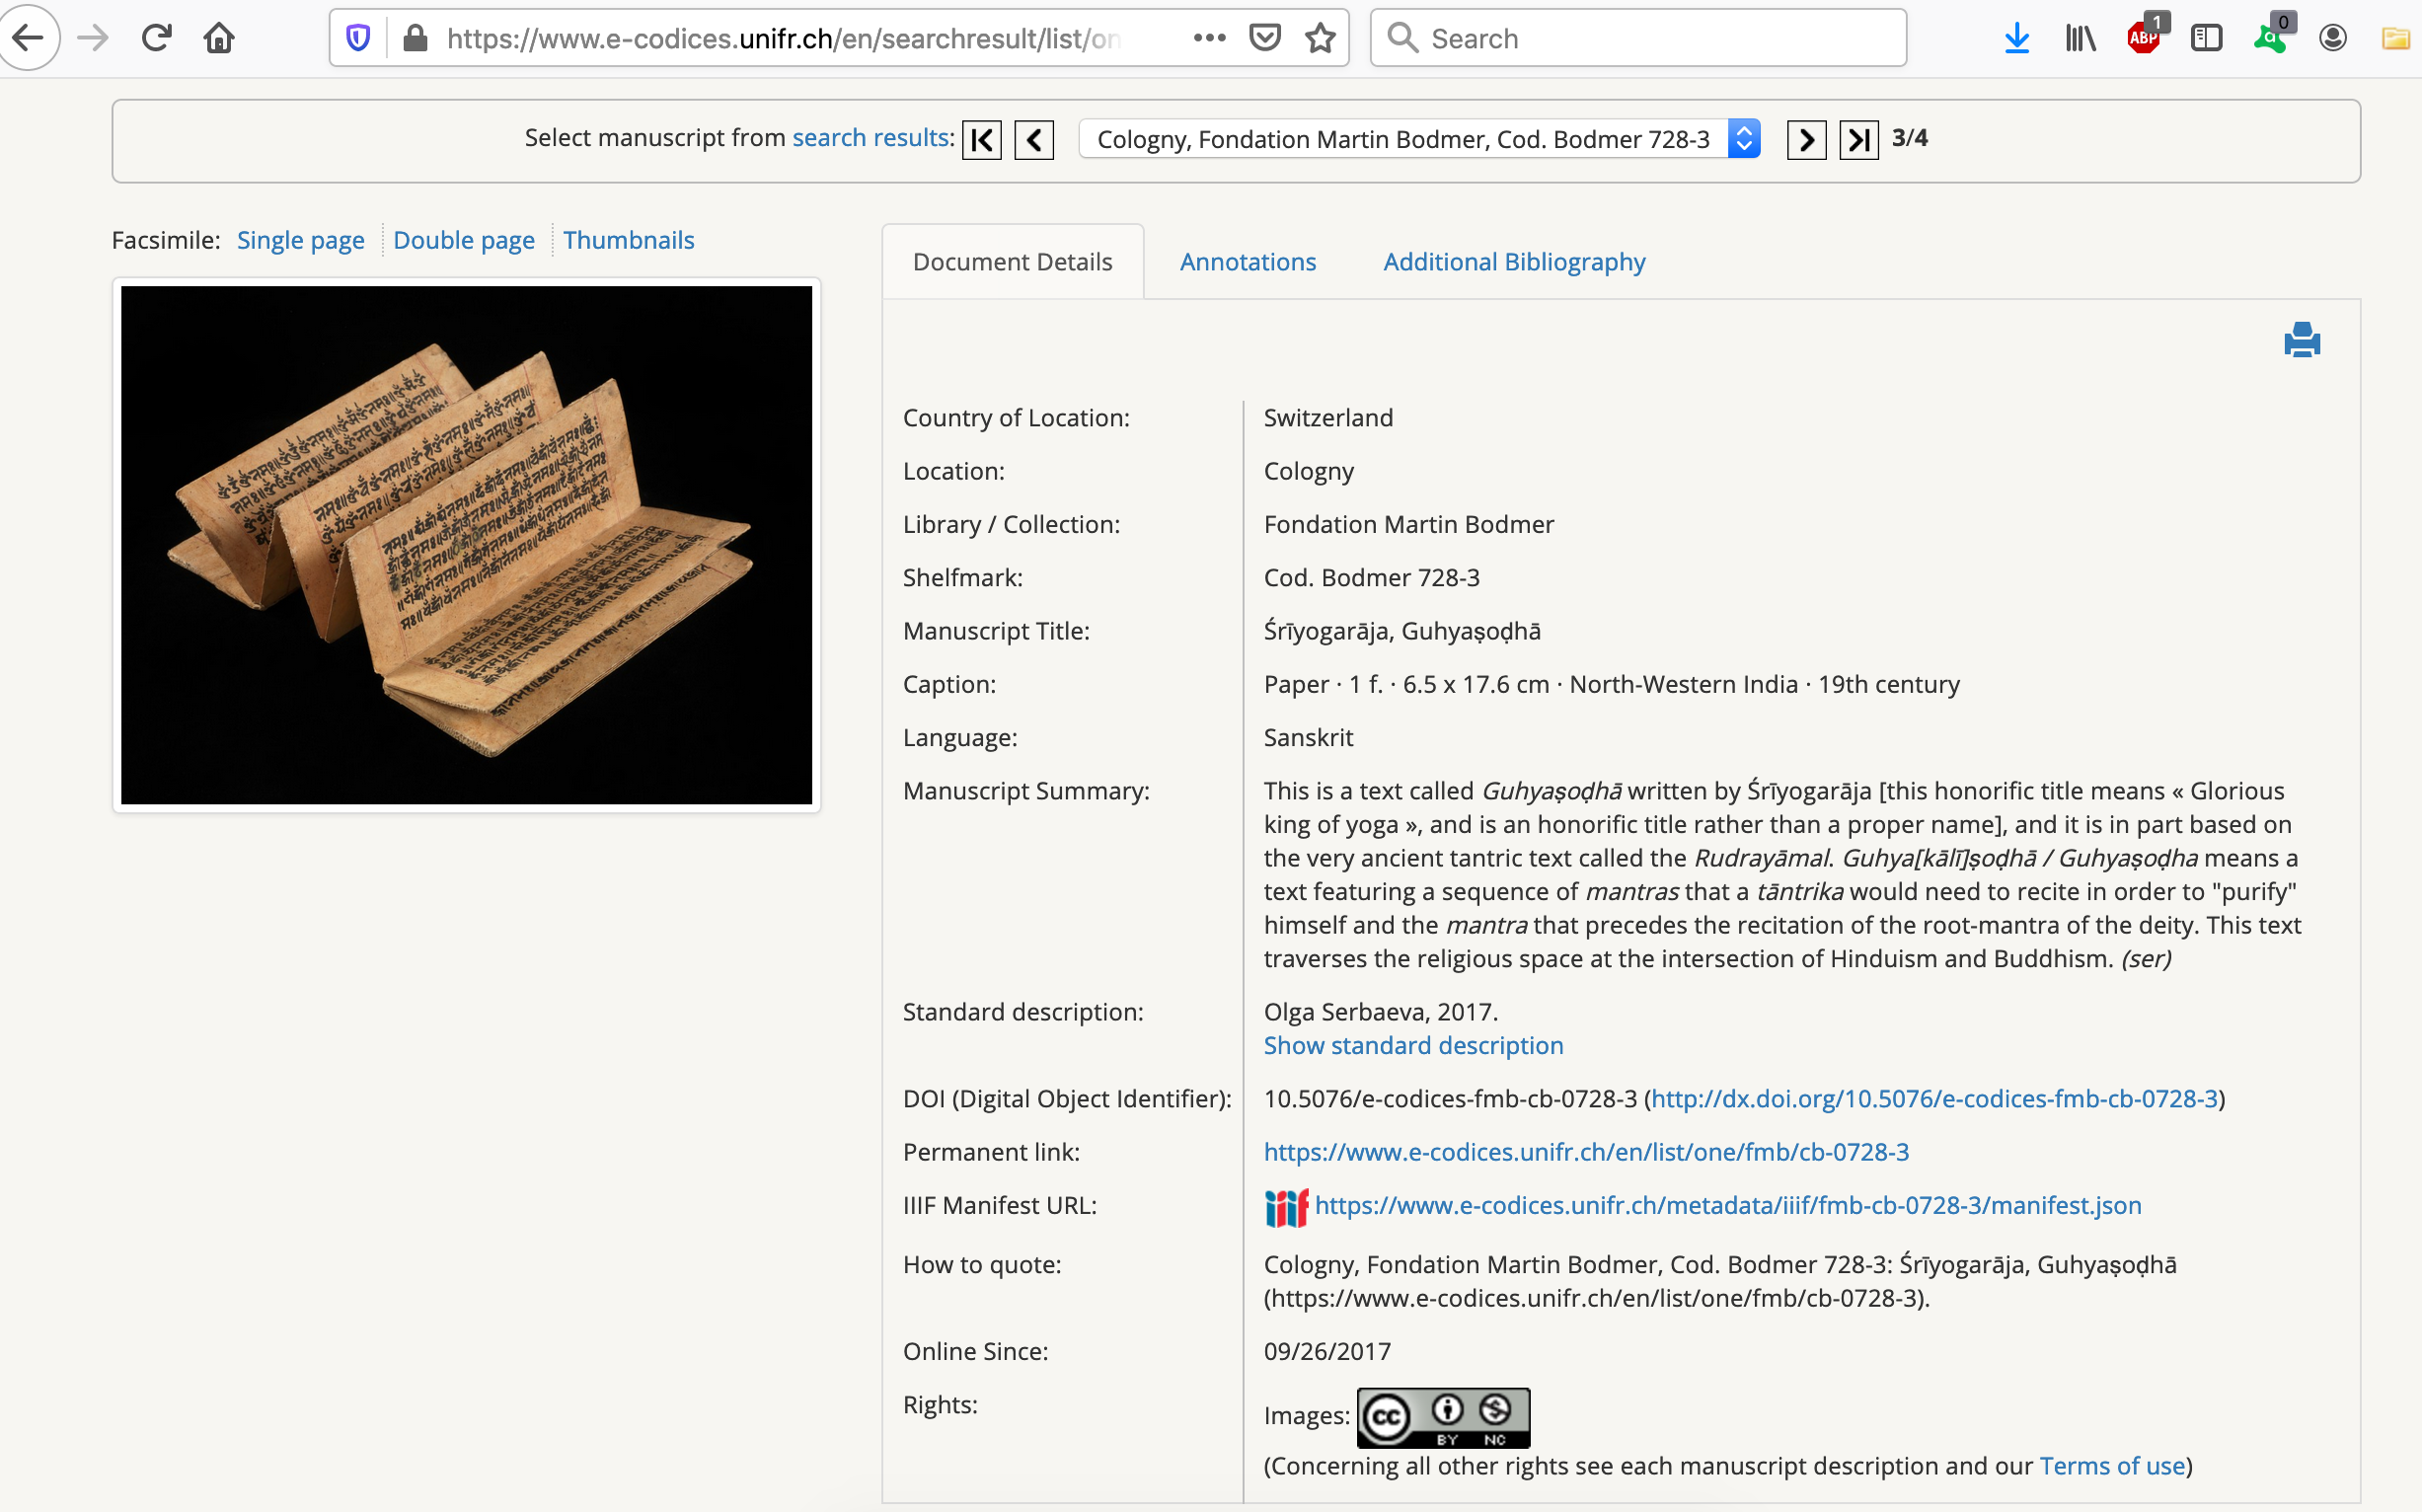 https://www.e-codices.unifr.ch/en/searchresult/list/on
Search
1
ABP
0
Select manuscript from search results:
Cologny, Fondation Martin Bodmer, Cod. Bodmer 728-3
3/4
Facsimile: Single page Double page Thumbnails
Document Details
Annotations
Additional Bibliography
Country of Location: Switzerland
Location: Cologny
Library / Collection: Fondation Martin Bodmer
Shelfmark: Cod. Bodmer 728-3
Manuscript Title: Śrīyogarāja, Guhyaṣoḍhā
Caption: Paper · 1 f. · 6.5 x 17.6 cm · North-Western India · 19th century
Language: Sanskrit
Manuscript Summary: This is a text called Guhyaṣoḍhā written by Śrīyogarāja [this honorific title means « Glorious
king of yoga », and is an honorific title rather than a proper name], and it is in part based on
the very ancient tantric text called the Rudrayāmal. Guhya[kālī]ṣoḍhā / Guhyaṣoḍha means a
text featuring a sequence of mantras that a tāntrika would need to recite in order to "purify"
himself and the mantra that precedes the recitation of the root-mantra of the deity. This text
traverses the religious space at the intersection of Hinduism and Buddhism. (ser)
Standard description: Olga Serbaeva, 2017.
Show standard description
DOI (Digital Object Identifier): 10.5076/e-codices-fmb-cb-0728-3 (http://dx.doi.org/10.5076/e-codices-fmb-cb-0728-3)
Permanent link: https://www.e-codices.unifr.ch/en/list/one/fmb/cb-0728-3
IIIF Manifest URL: iiif https://www.e-codices.unifr.ch/metadata/iiif/fmb-cb-0728-3/manifest.json
How to quote: Cologny, Fondation Martin Bodmer, Cod. Bodmer 728-3: Śrīyogarāja, Guhyaṣoḍhā
(https://www.e-codices.unifr.ch/en/list/one/fmb/cb-0728-3).
Online Since: 09/26/2017
Rights: Images: cc BY NC
(Concerning all other rights see each manuscript description and our Terms of use)